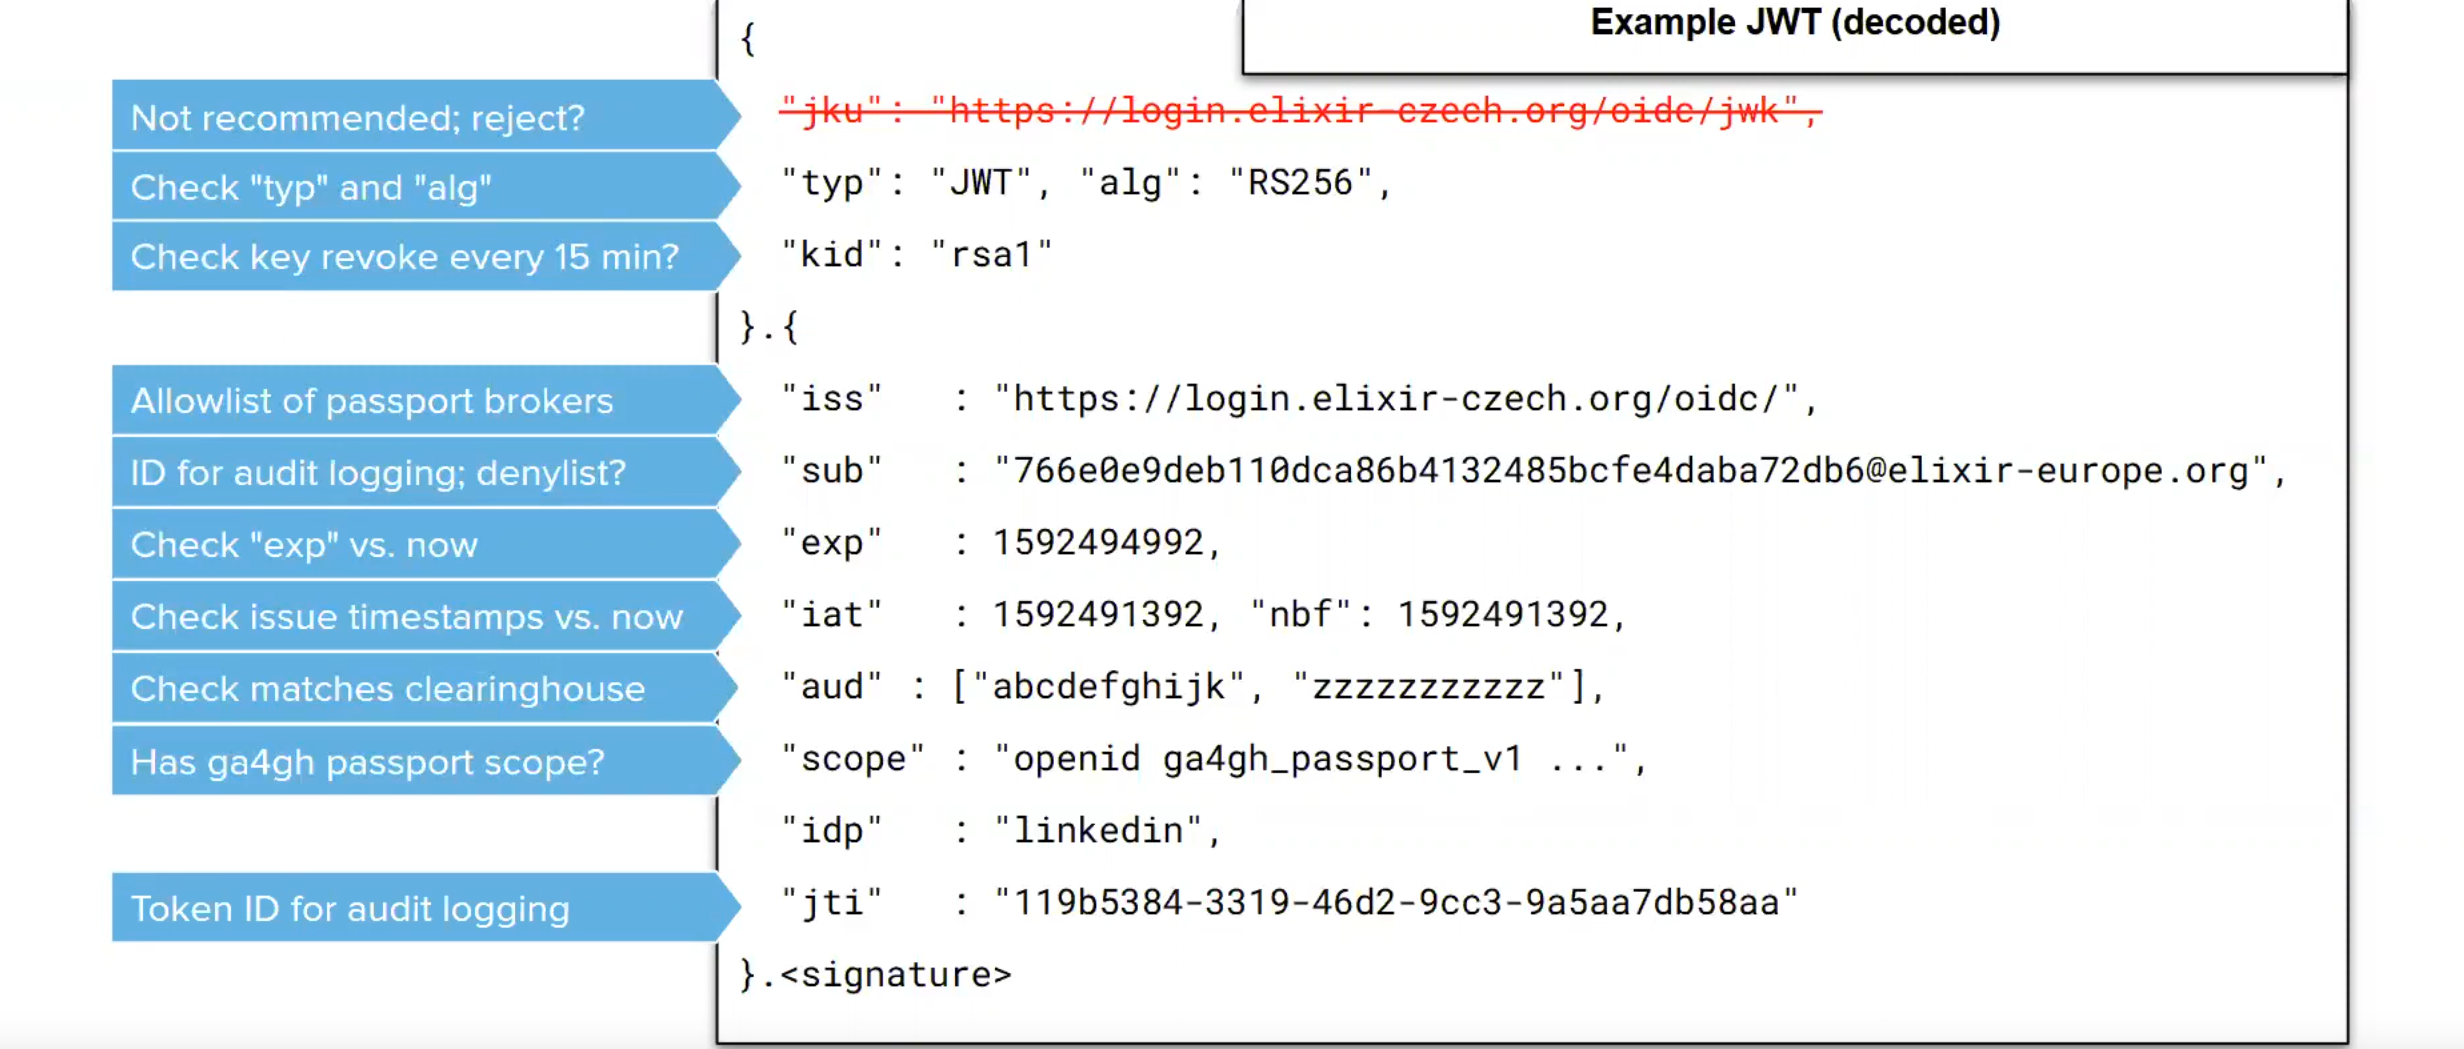 Example JWT (decoded)
{
Not recommended; reject?
"jku": "https://login.elixir-czech.org/oidc/jwk",
Check "typ" and "alg"
"typ": "JWT", "alg": "RS256",
Check key revoke every 15 min?
"kid": "rsa1"
}.{
Allowlist of passport brokers
"iss" : "https://login.elixir-czech.org/oidc/",
ID for audit logging; denylist?
"sub" : "766e0e9deb110dca86b4132485bcfe4daba72db6@elixir-europe.org",
Check "exp" vs. now
"exp" : 1592494992,
Check issue timestamps vs. now
"iat" : 1592491392, "nbf": 1592491392,
Check matches clearinghouse
"aud" : ["abcdefghijk", "zzzzzzzzzzz"],
Has ga4gh passport scope?
"scope" : "openid ga4gh_passport_v1 ...",
"idp" : "linkedin",
Token ID for audit logging
"jti" : "119b5384-3319-46d2-9cc3-9a5aa7db58aa"
}.<signature>